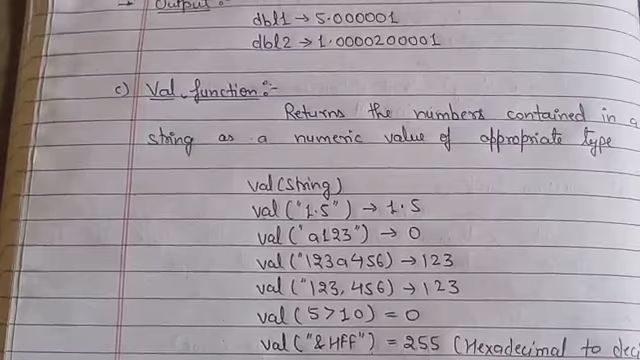 → Output :-
dbl1 → 5.000001
dbl2 → 1.0000200001
c) Val function :-
Returns the numbers contained in a
string as a numeric value of appropriate type
val(string)
val("1.5") → 1.5
val('a123") → 0
val("123a456) → 123
val("123,456) → 123
val(5>10) = 0
val("&HFF") = 255 (Hexadecimal to deci